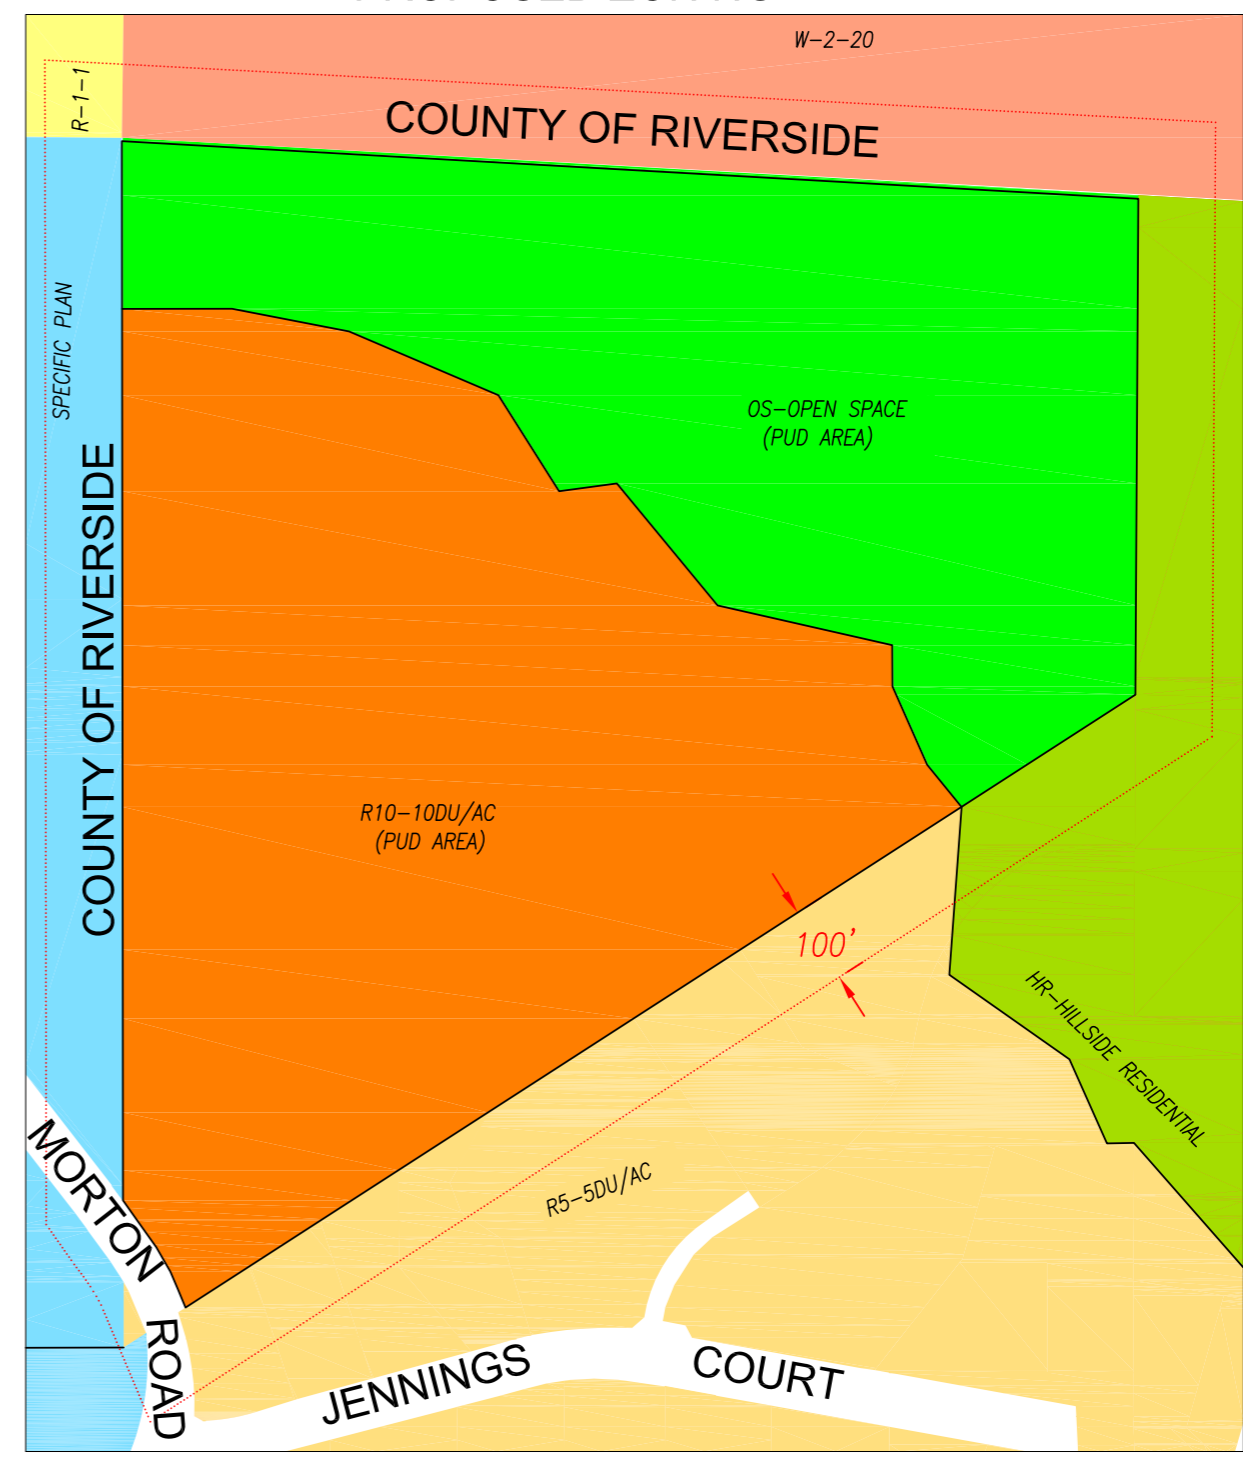 W-2-20
R-1-1
COUNTY OF RIVERSIDE
SPECIFIC PLAN
COUNTY OF RIVERSIDE
OS-OPEN SPACE
(PUD AREA)
R10-10DU/AC
(PUD AREA)
100'
HR-HILLSIDE RESIDENTIAL
R5-5DU/AC
MORTON
ROAD
JENNINGS
COURT